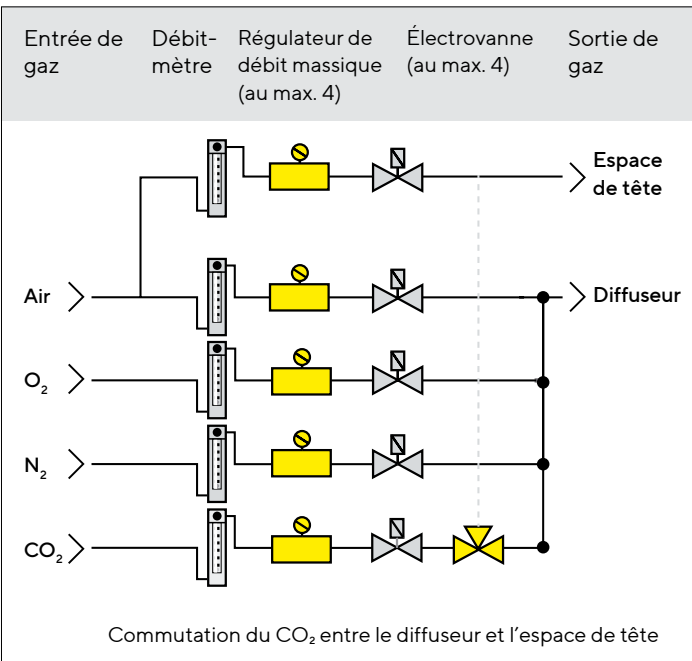 Entrée de gaz
Débit-mètre
Régulateur de débit massique (au max. 4)
Électrovanne (au max. 4)
Sortie de gaz
Espace de tête
Air
Diffuseur
O₂
N₂
CO₂
Commutation du CO₂ entre le diffuseur et l'espace de tête